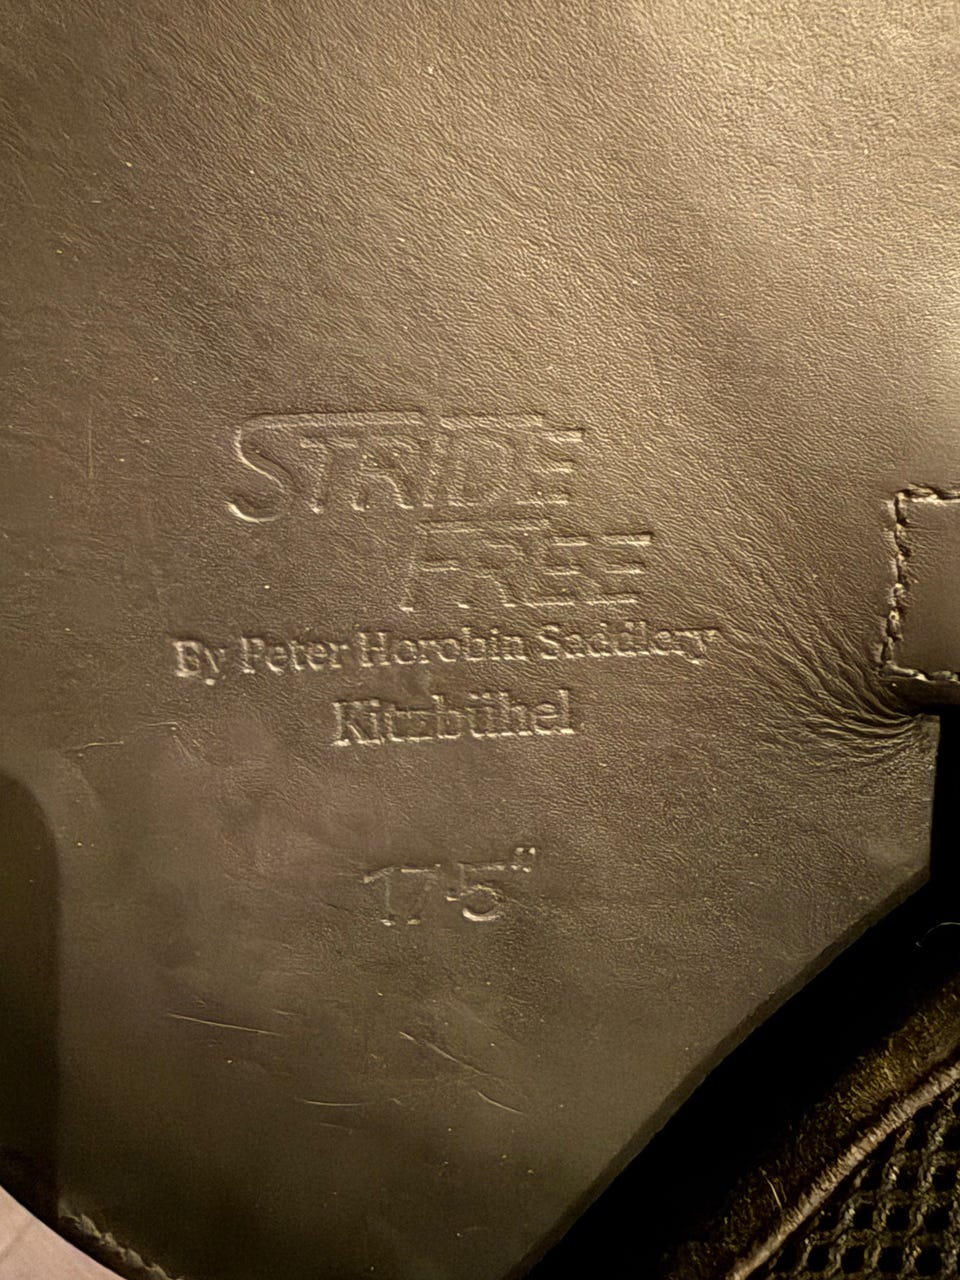 STRiDE
FREE
By Peter Horobin Saddlery
Kitzbühel
17.5"